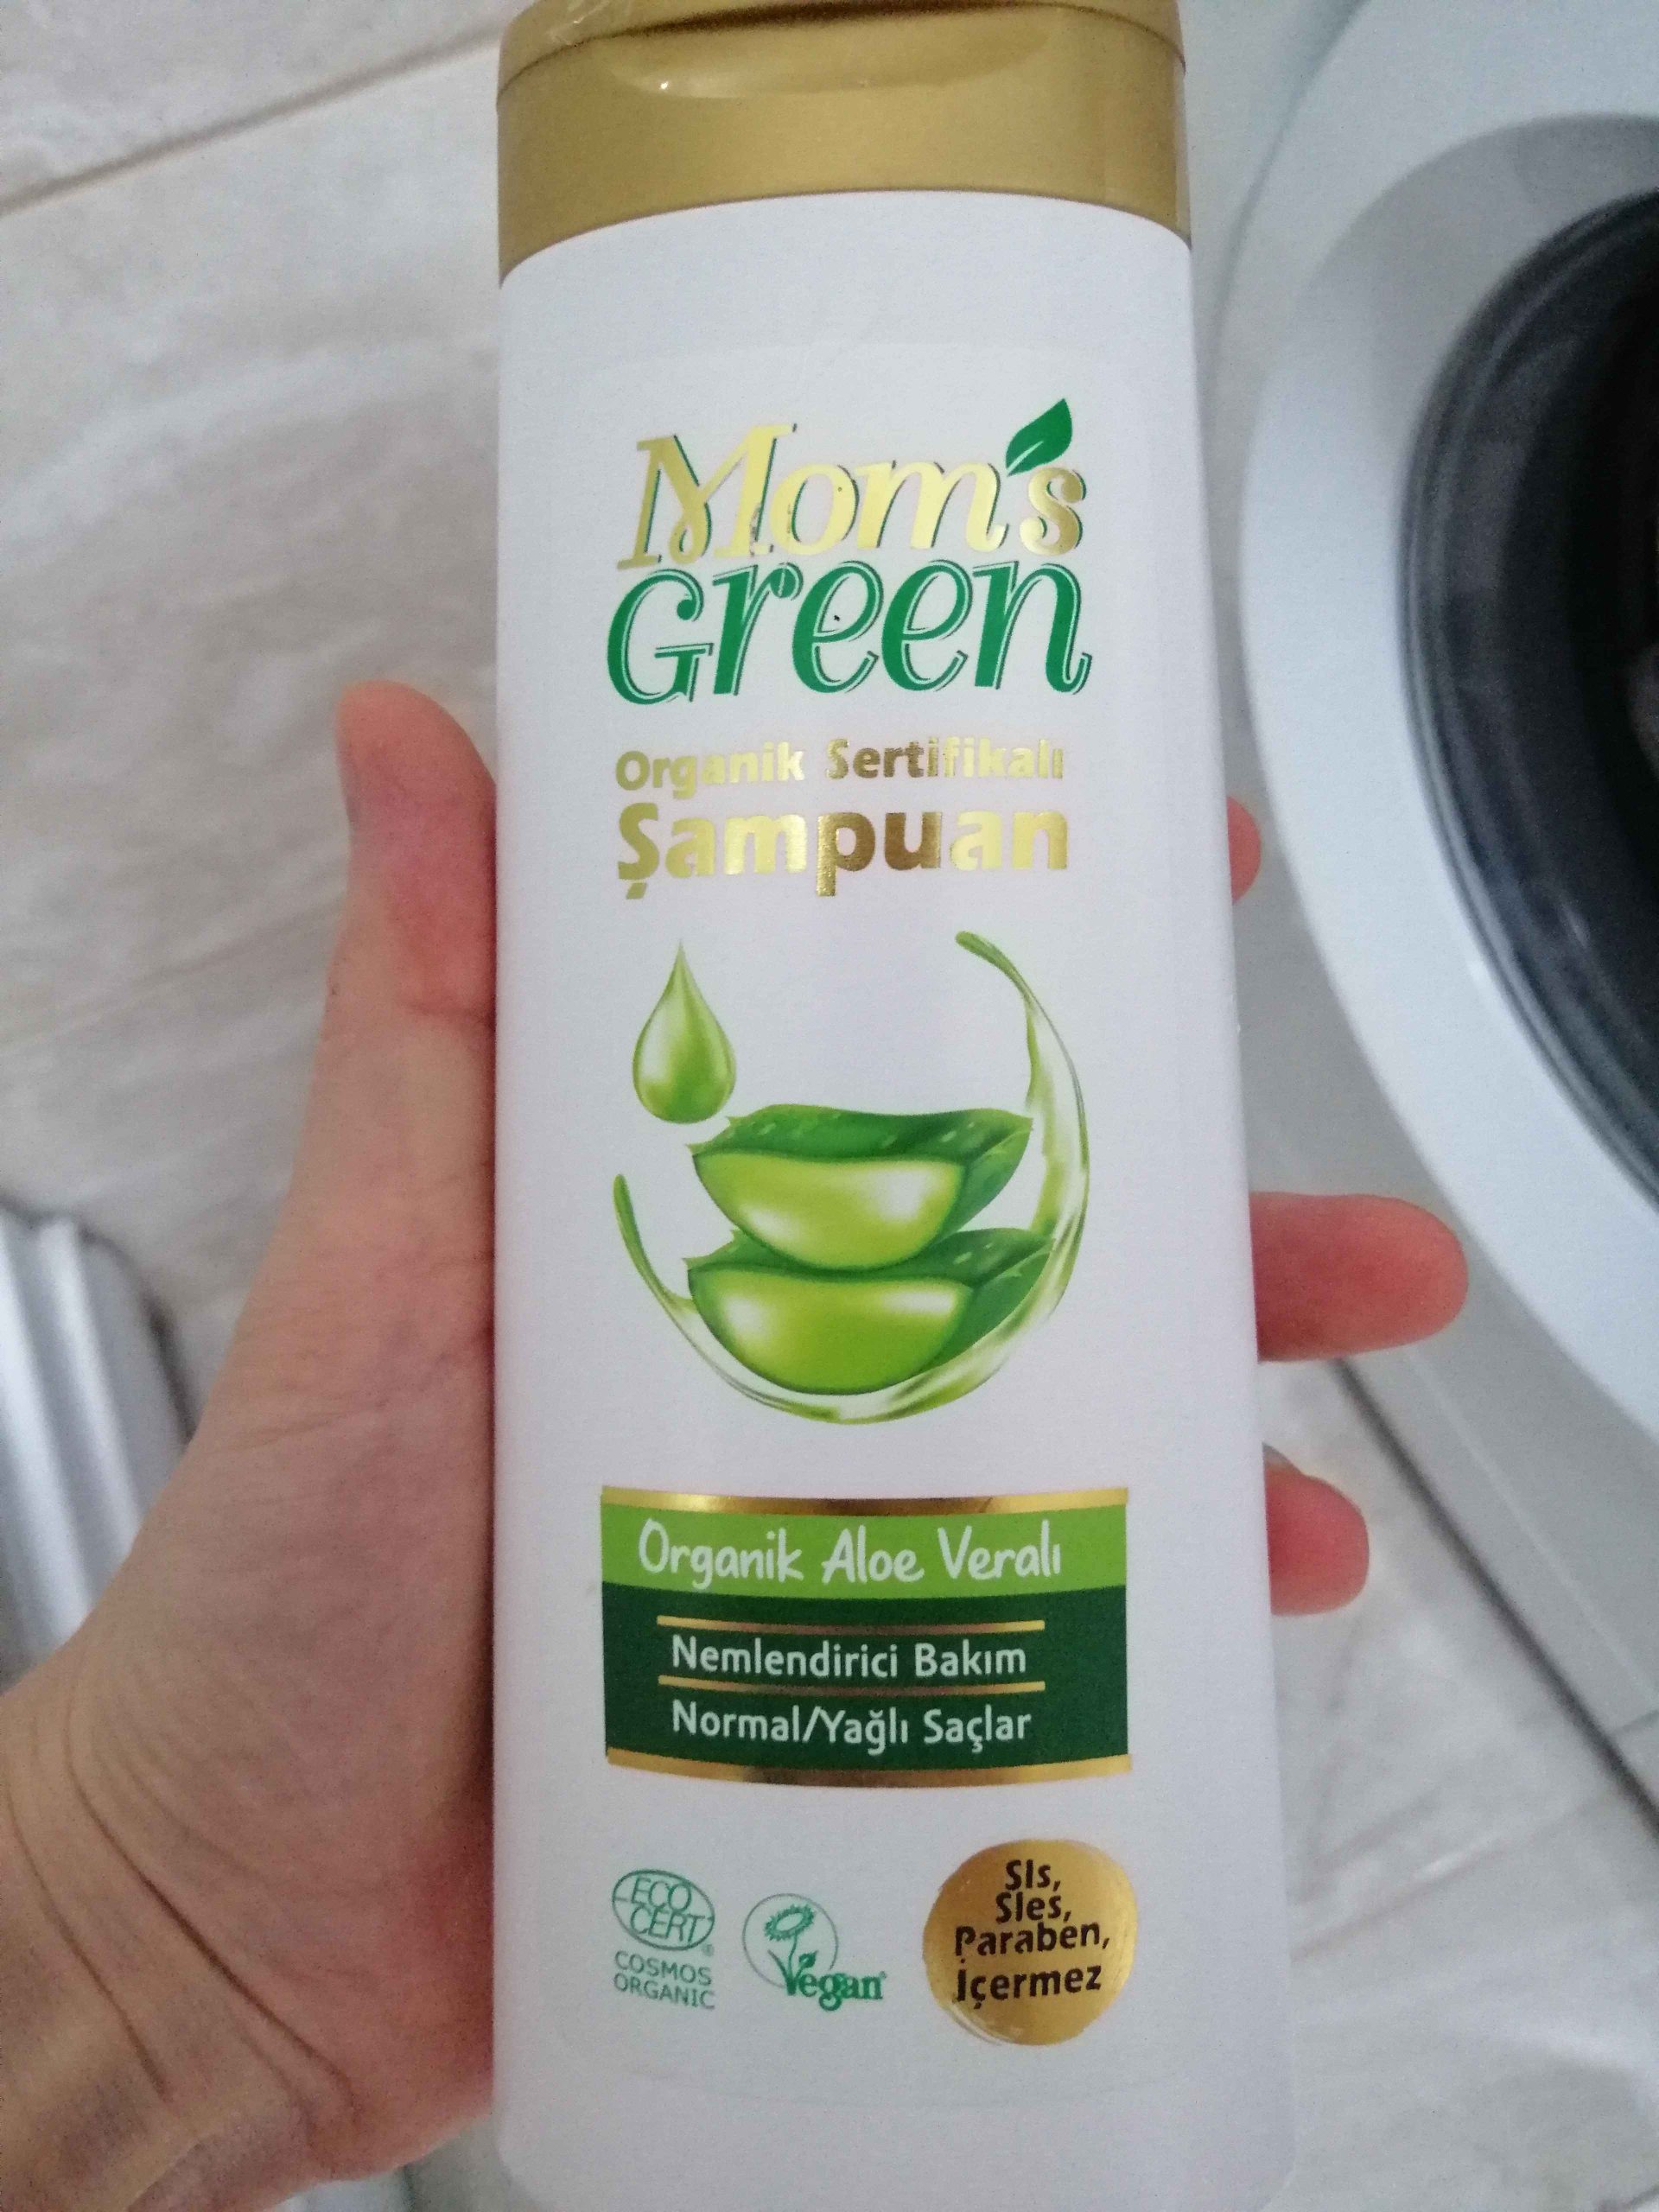 Mom's
Green
Organik Sertifikalı
Şampuan
Organik Aloe Veralı
Nemlendirici Bakım
Normal/Yağlı Saçlar
ECO
CERT®
COSMOS
ORGANIC
Vegan
Sls,
Sles,
Paraben,
İçermez